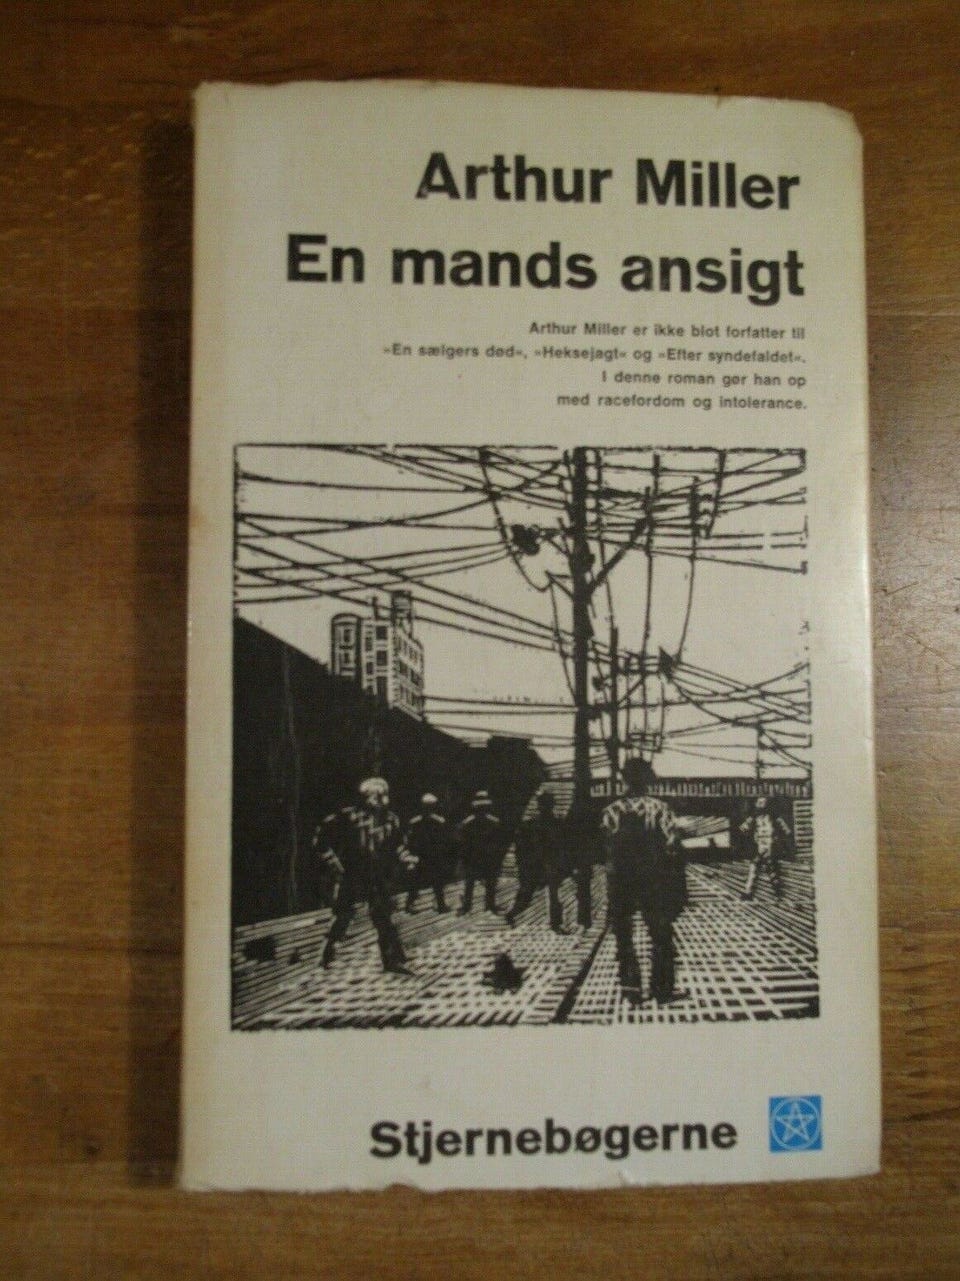 Arthur Miller
En mands ansigt
Arthur Miller er ikke blot forfatter til
»En sælgers død«, »Heksejagt« og »Efter syndefaldet«.
I denne roman gør han op
med racefordom og intolerance.
Stjernebøgerne